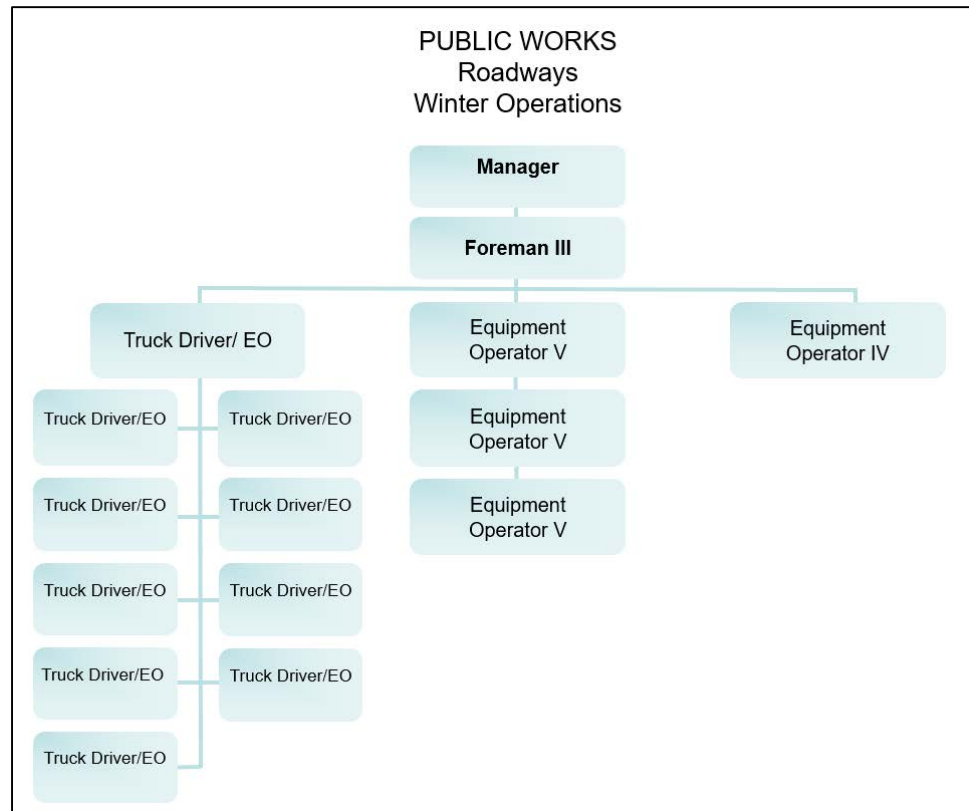 PUBLIC WORKS
Roadways
Winter Operations
Manager
Foreman III
Truck Driver/ EO
Equipment
Operator V
Equipment
Operator IV
Truck Driver/EO
Truck Driver/EO
Equipment
Operator V
Truck Driver/EO
Truck Driver/EO
Equipment
Operator V
Truck Driver/EO
Truck Driver/EO
Truck Driver/EO
Truck Driver/EO
Truck Driver/EO